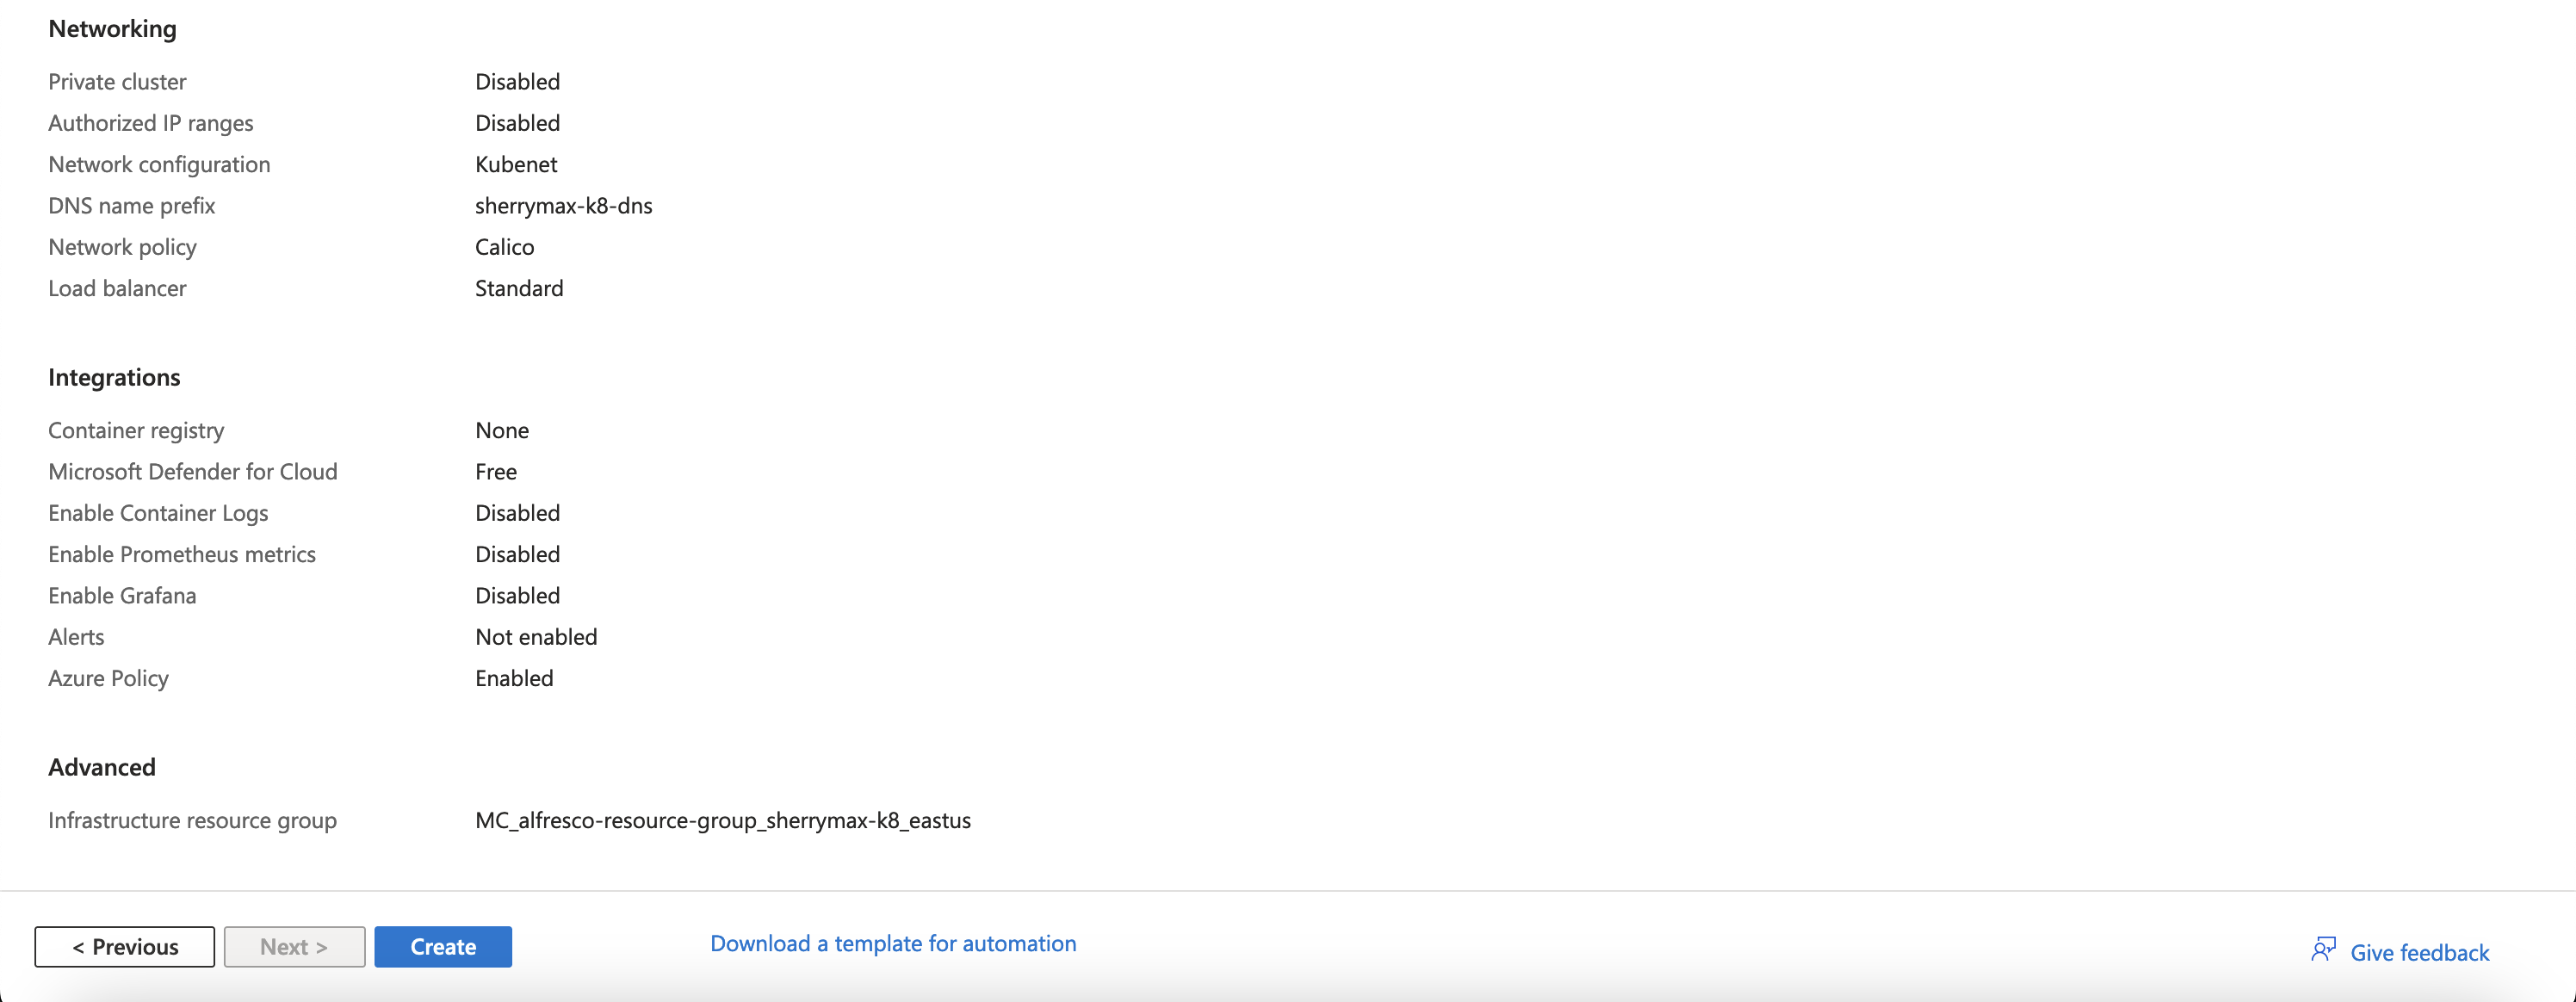 Networking
Private cluster Disabled
Authorized IP ranges Disabled
Network configuration Kubenet
DNS name prefix sherrymax-k8-dns
Network policy Calico
Load balancer Standard
Integrations
Container registry None
Microsoft Defender for Cloud Free
Enable Container Logs Disabled
Enable Prometheus metrics Disabled
Enable Grafana Disabled
Alerts Not enabled
Azure Policy Enabled
Advanced
Infrastructure resource group MC_alfresco-resource-group_sherrymax-k8_eastus
< Previous Next > Create Download a template for automation Give feedback